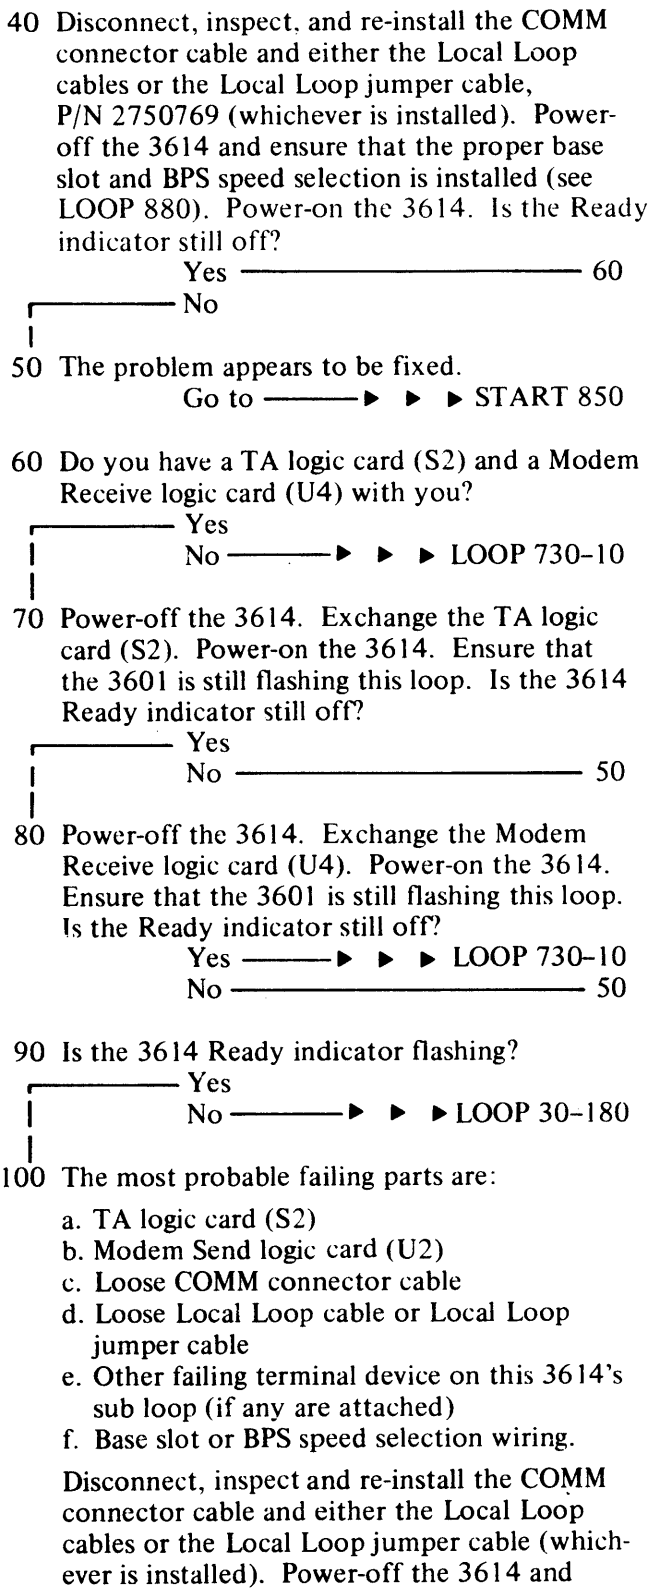 40 Disconnect, inspect, and re-install the COMM
connector cable and either the Local Loop
cables or the Local Loop jumper cable,
P/N 2750769 (whichever is installed). Power-
off the 3614 and ensure that the proper base
slot and BPS speed selection is installed (see
LOOP 880). Power-on the 3614. Is the Ready
indicator still off?
Yes 60
No
50 The problem appears to be fixed.
Go to START 850
60 Do you have a TA logic card (S2) and a Modem
Receive logic card (U4) with you?
Yes
No LOOP 730-10
70 Power-off the 3614. Exchange the TA logic
card (S2). Power-on the 3614. Ensure that
the 3601 is still flashing this loop. Is the 3614
Ready indicator still off?
Yes
No 50
80 Power-off the 3614. Exchange the Modem
Receive logic card (U4). Power-on the 3614.
Ensure that the 3601 is still flashing this loop.
Is the Ready indicator still off?
Yes LOOP 730-10
No 50
90 Is the 3614 Ready indicator flashing?
Yes
No LOOP 30-180
100 The most probable failing parts are:
a. TA logic card (S2)
b. Modem Send logic card (U2)
c. Loose COMM connector cable
d. Loose Local Loop cable or Local Loop
jumper cable
e. Other failing terminal device on this 3614's
sub loop (if any are attached)
f. Base slot or BPS speed selection wiring.
Disconnect, inspect and re-install the COMM
connector cable and either the Local Loop
cables or the Local Loop jumper cable (which-
ever is installed). Power-off the 3614 and